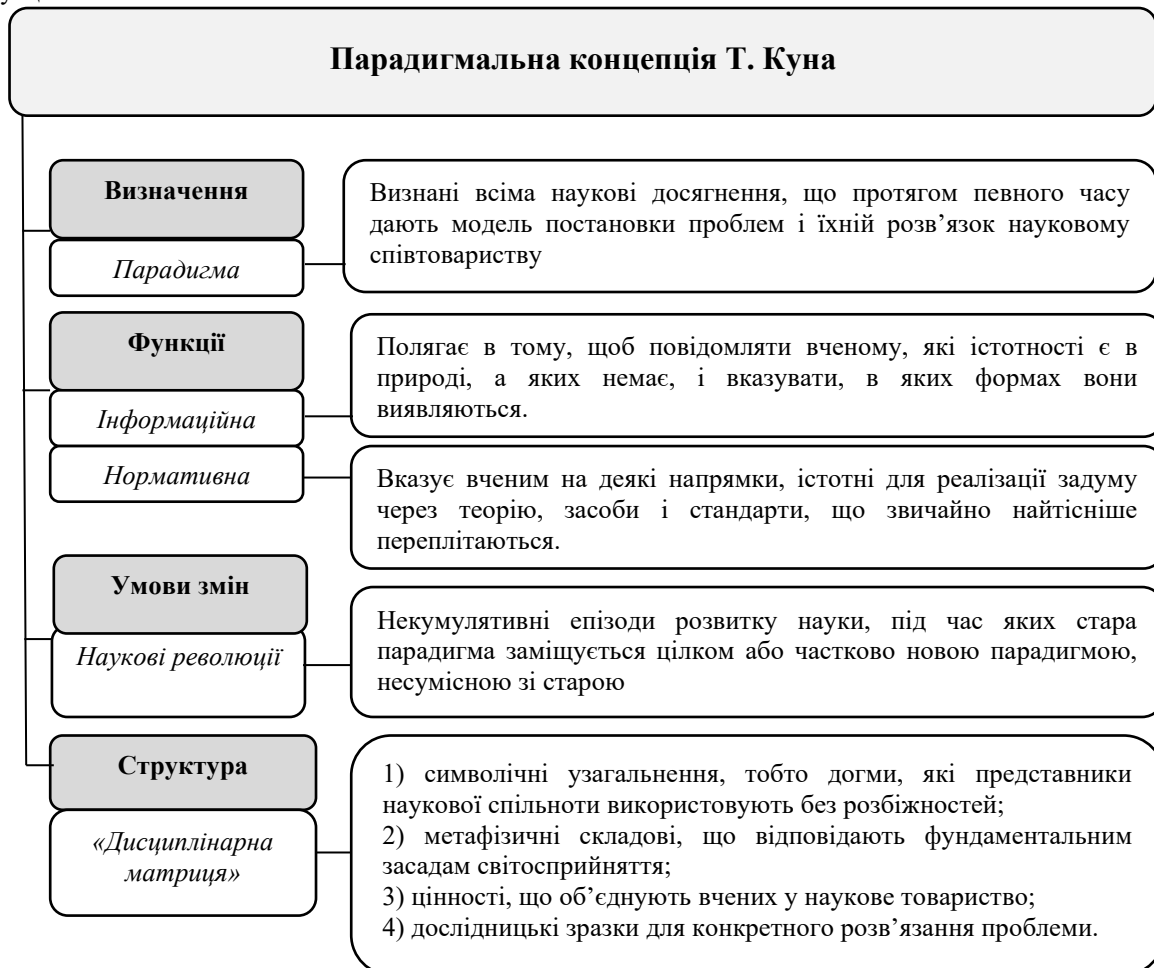 Парадигмальна концепція Т. Куна
Визначення
Парадигма
Визнані всіма наукові досягнення, що протягом певного часу
дають модель постановки проблем і їхній розв’язок науковому
співтовариству
Функції
Інформаційна
Полягає в тому, щоб повідомляти вченому, які істотності є в
природі, а яких немає, і вказувати, в яких формах вони
виявляються.
Нормативна
Вказує вченим на деякі напрямки, істотні для реалізації задуму
через теорію, засоби і стандарти, що звичайно найтісніше
переплітаються.
Умови змін
Наукові революції
Некумулятивні епізоди розвитку науки, під час яких стара
парадигма заміщується цілком або частково новою парадигмою,
несумісною зі старою
Структура
«Дисциплінарна
матриця»
1) символічні узагальнення, тобто догми, які представники
наукової спільноти використовують без розбіжностей;
2) метафізичні складові, що відповідають фундаментальним
засадам світосприйняття;
3) цінності, що об’єднують вчених у наукове товариство;
4) дослідницькі зразки для конкретного розв’язання проблеми.